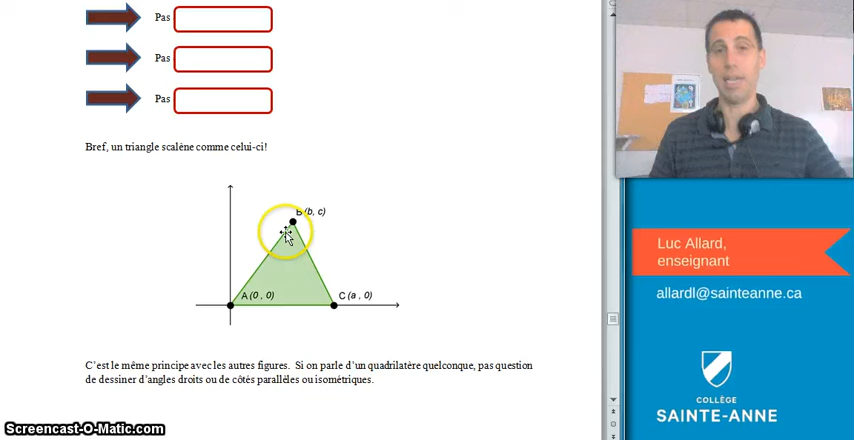 Pas
Pas
Pas
Bref, un triangle scalène comme celui-ci!
B (b, c)
A (0 , 0)
C (a , 0)
C'est le même principe avec les autres figures. Si on parle d'un quadrilatère quelconque, pas question
de dessiner d'angles droits ou de côtés parallèles ou isométriques.
Luc Allard,
enseignant
allardl@sainteanne.ca
COLLÈGE
SAINTE-ANNE
Screencast-O-Matic.com